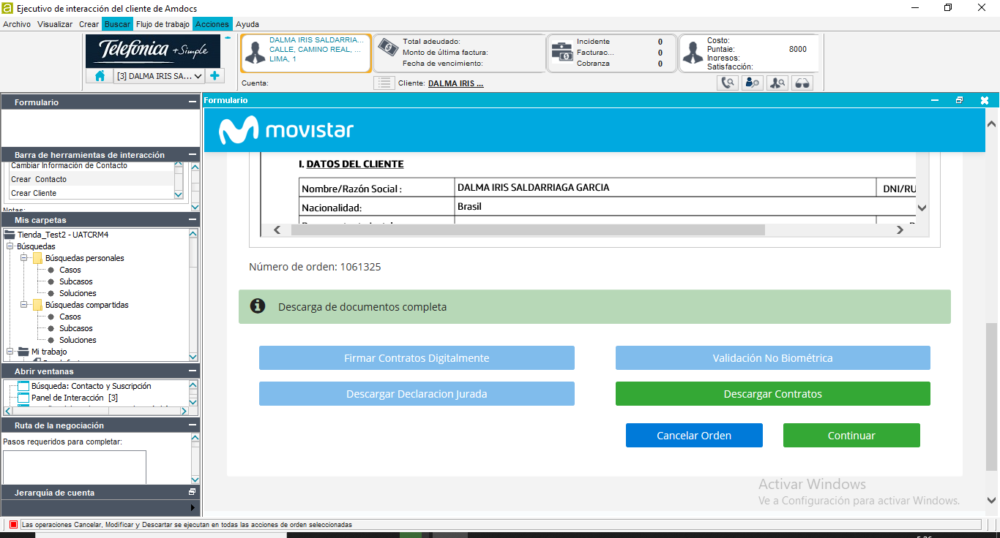 Ejecutivo de interacción del cliente de Amdocs
Archivo Visualizar Crear Buscar Flujo de trabajo Acciones Ayuda
Telefónica +Simple
[3] DALMA IRIS SA...
DALMA IRIS SALDARRIA...
CALLE, CAMINO REAL, ...
LIMA, 1
Total adeudado:
Monto de última factura:
Fecha de vencimiento:
Incidente 0
Facturac... 0
Cobranza 0
Costo:
Puntaie: 8000
Inqresos:
Satisfacción:
Cuenta:
Cliente: DALMA IRIS ...
Formulario
Barra de herramientas de interacción
Cambiar Información de Contacto
Crear Contacto
Crear Cliente
Notas:
Mis carpetas
Tienda_Test2 - UATCRM4
Búsquedas
Búsquedas personales
Casos
Subcasos
Soluciones
Búsquedas compartidas
Casos
Subcasos
Soluciones
Mi trabajo
Abrir ventanas
Búsqueda: Contacto y Suscripción
Panel de Interacción [3]
Ruta de la negociación
Pasos requeridos para completar:
Jerarquía de cuenta
Formulario
movistar
I. DATOS DEL CLIENTE
Nombre/Razón Social : DALMA IRIS SALDARRIAGA GARCIA DNI/RU
Nacionalidad: Brasil
Número de orden: 1061325
Descarga de documentos completa
Firmar Contratos Digitalmente
Validación No Biométrica
Descargar Declaracion Jurada
Descargar Contratos
Cancelar Orden
Continuar
Activar Windows
Ve a Configuración para activar Windows.
Las operaciones Cancelar, Modificar y Descartar se ejecutan en todas las acciones de orden seleccionadas